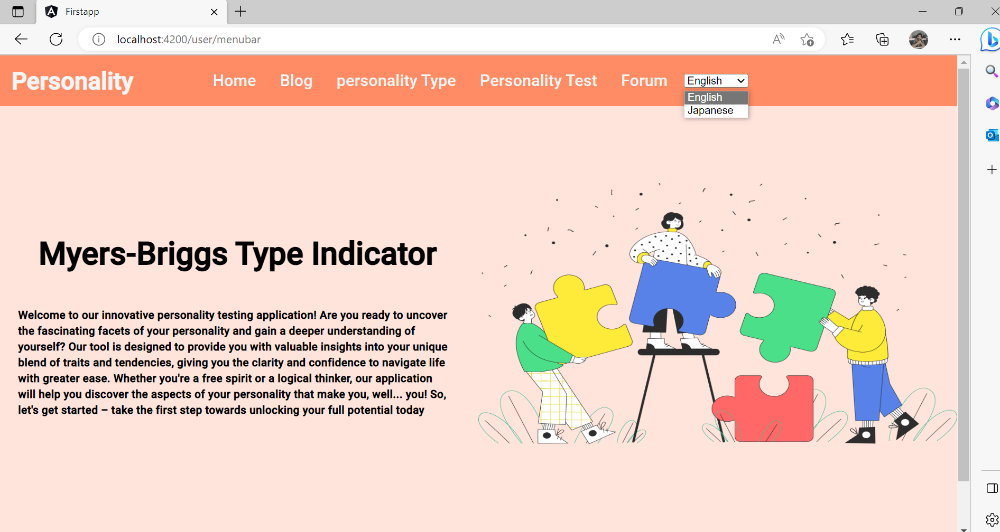 Firstapp
localhost:4200/user/menubar
Personality
Home Blog personality Type Personality Test Forum English
English
Japanese
Myers-Briggs Type Indicator
Welcome to our innovative personality testing application! Are you ready to uncover
the fascinating facets of your personality and gain a deeper understanding of
yourself? Our tool is designed to provide you with valuable insights into your unique
blend of traits and tendencies, giving you the clarity and confidence to navigate life
with greater ease. Whether you're a free spirit or a logical thinker, our application
will help you discover the aspects of your personality that make you, well... you! So,
let's get started – take the first step towards unlocking your full potential today